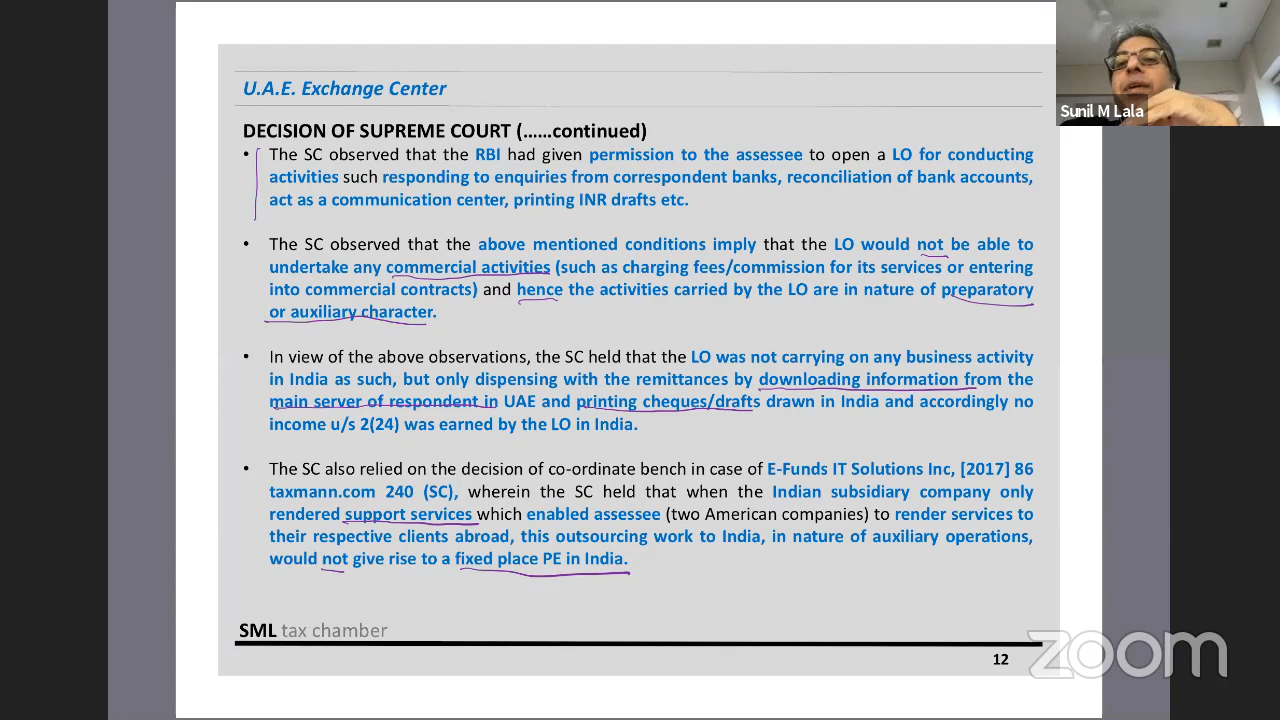 U.A.E. Exchange Center
Sunil M Lala
DECISION OF SUPREME COURT (......continued)
• The SC observed that the RBI had given permission to the assessee to open a LO for conducting
activities such responding to enquiries from correspondent banks, reconciliation of bank accounts,
act as a communication center, printing INR drafts etc.
• The SC observed that the above mentioned conditions imply that the LO would not be able to
undertake any commercial activities (such as charging fees/commission for its services or entering
into commercial contracts) and hence the activities carried by the LO are in nature of preparatory
or auxiliary character.
• In view of the above observations, the SC held that the LO was not carrying on any business activity
in India as such, but only dispensing with the remittances by downloading information from the
main server of respondent in UAE and printing cheques/drafts drawn in India and accordingly no
income u/s 2(24) was earned by the LO in India.
• The SC also relied on the decision of co-ordinate bench in case of E-Funds IT Solutions Inc, [2017] 86
taxmann.com 240 (SC), wherein the SC held that when the Indian subsidiary company only
rendered support services which enabled assessee (two American companies) to render services to
their respective clients abroad, this outsourcing work to India, in nature of auxiliary operations,
would not give rise to a fixed place PE in India.
SML tax chamber
12
zoom